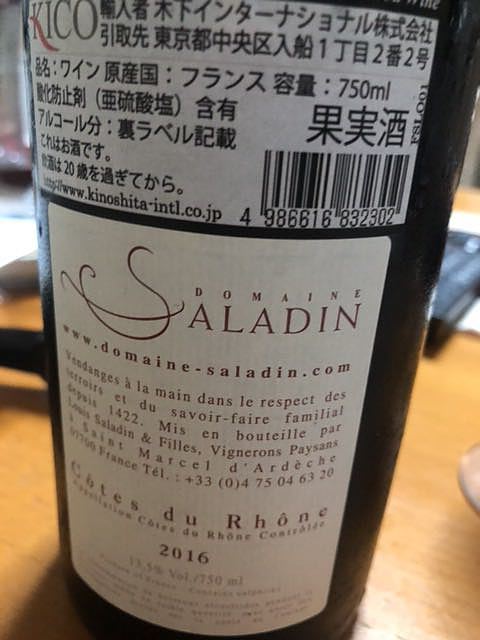 Wine
KICO 輸入者 木下インターナショナル株式会社
引取先 東京都中央区入船1丁目2番2号
品名：ワイン 原産国：フランス 容量：750ml
酸化防止剤（亜硫酸塩）含有
アルコール分：裏ラベル記載
果実酒
これはお酒です。
飲酒は20歳を過ぎてから。
http://www.kinoshita-intl.co.jp
4 986616 832302
DOMAINE
SALADIN
www.domaine-saladin.com
Vendanges à la main dans le respect des
terroirs et du savoir-faire familial
depuis 1422. Mis en bouteille par
Louis Saladin & Filles, Vignerons Paysans
à Saint Marcel d'Ardèche
07700 France Tél. : +33 (0)4 75 04 63 20
Côtes du Rhône
Appellation Côtes du Rhône Contrôlée
2016
13,5% Vol./750 ml